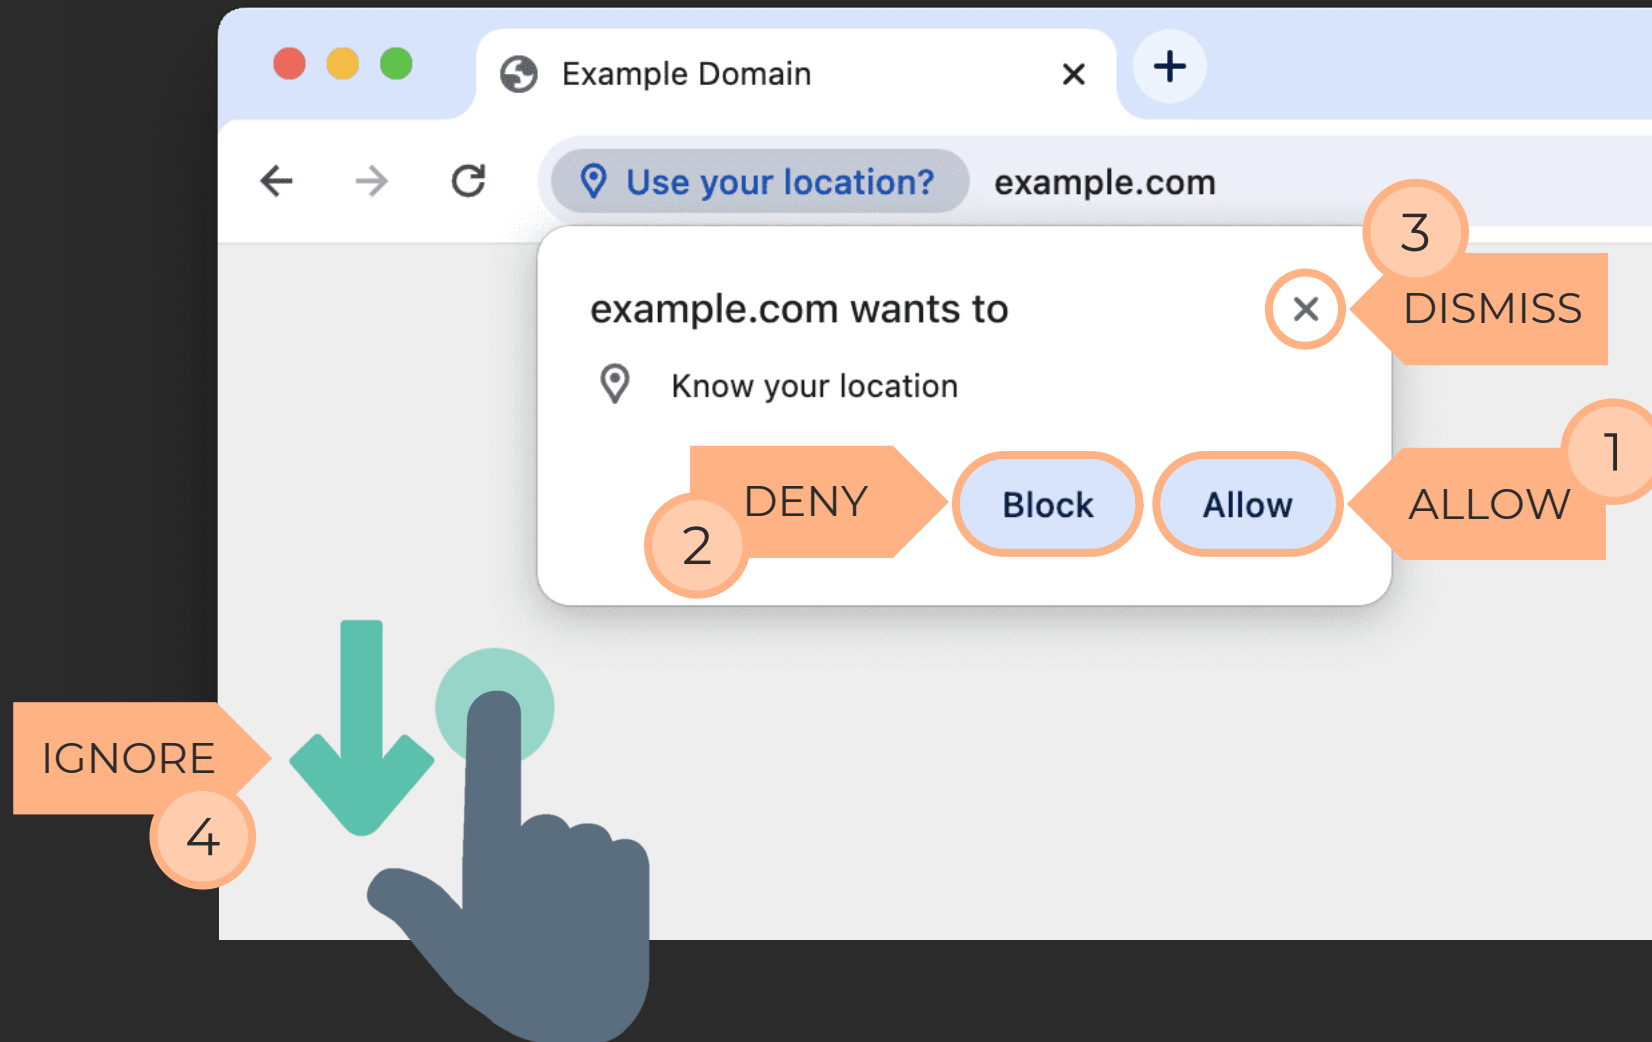 Example Domain
Use your location? example.com
3
example.com wants to
DISMISS
Know your location
1
DENY
Block
Allow
ALLOW
2
IGNORE
4